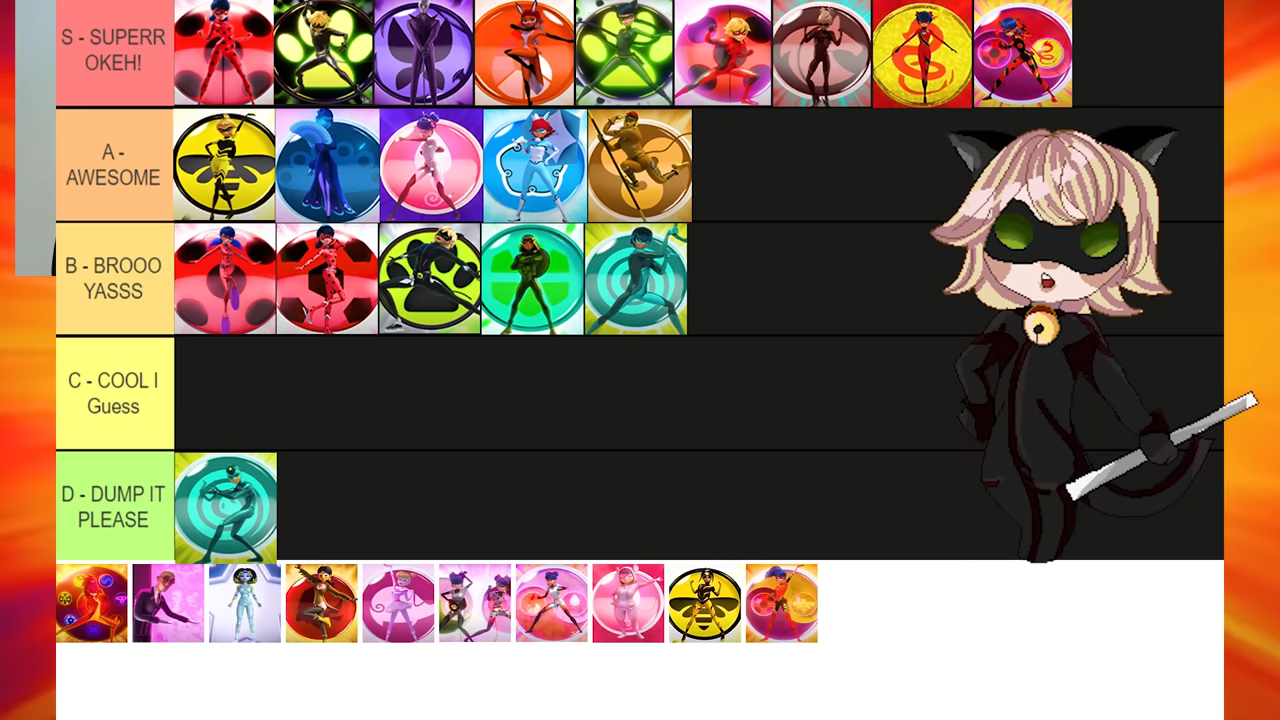 S - SUPERR
OKEH!
A -
AWESOME
B - BROOO
YASSS
C - COOL I
Guess
D - DUMP IT
PLEASE